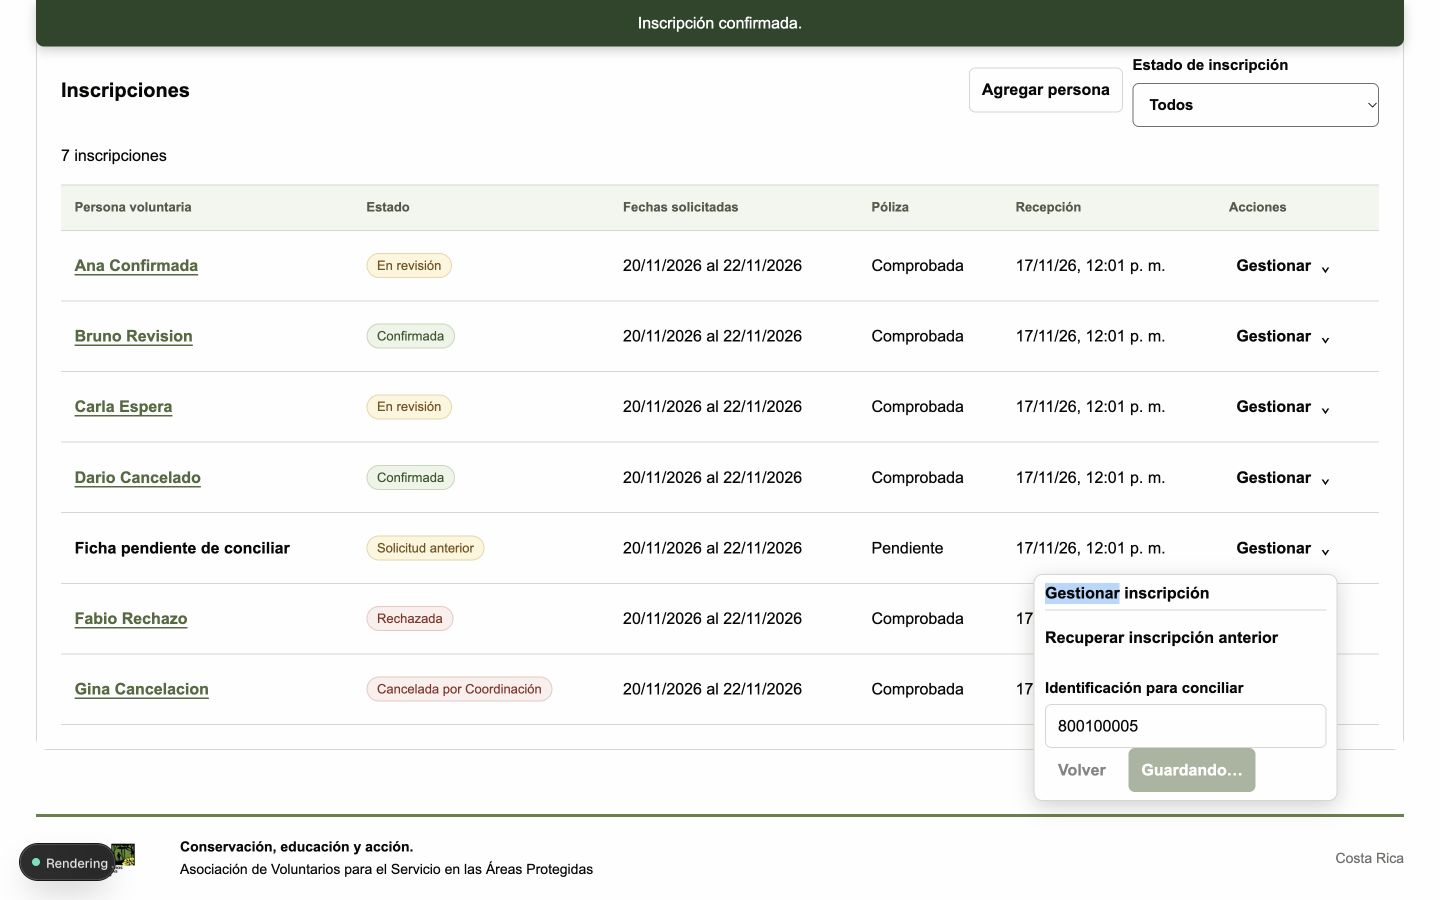 Inscripción confirmada.
Inscripciones
Agregar persona
Estado de inscripción
Todos
7 inscripciones
Persona voluntaria Estado Fechas solicitadas Póliza Recepción Acciones
Ana Confirmada En revisión 20/11/2026 al 22/11/2026 Comprobada 17/11/26, 12:01 p. m. Gestionar
Bruno Revision Confirmada 20/11/2026 al 22/11/2026 Comprobada 17/11/26, 12:01 p. m. Gestionar
Carla Espera En revisión 20/11/2026 al 22/11/2026 Comprobada 17/11/26, 12:01 p. m. Gestionar
Dario Cancelado Confirmada 20/11/2026 al 22/11/2026 Comprobada 17/11/26, 12:01 p. m. Gestionar
Ficha pendiente de conciliar Solicitud anterior 20/11/2026 al 22/11/2026 Pendiente 17/11/26, 12:01 p. m. Gestionar
Fabio Rechazo Rechazada 20/11/2026 al 22/11/2026 Comprobada 17
Gina Cancelacion Cancelada por Coordinación 20/11/2026 al 22/11/2026 Comprobada 17
Gestionar inscripción
Recuperar inscripción anterior
Identificación para conciliar
800100005
Volver Guardando…
Rendering
Conservación, educación y acción.
Asociación de Voluntarios para el Servicio en las Áreas Protegidas
Costa Rica